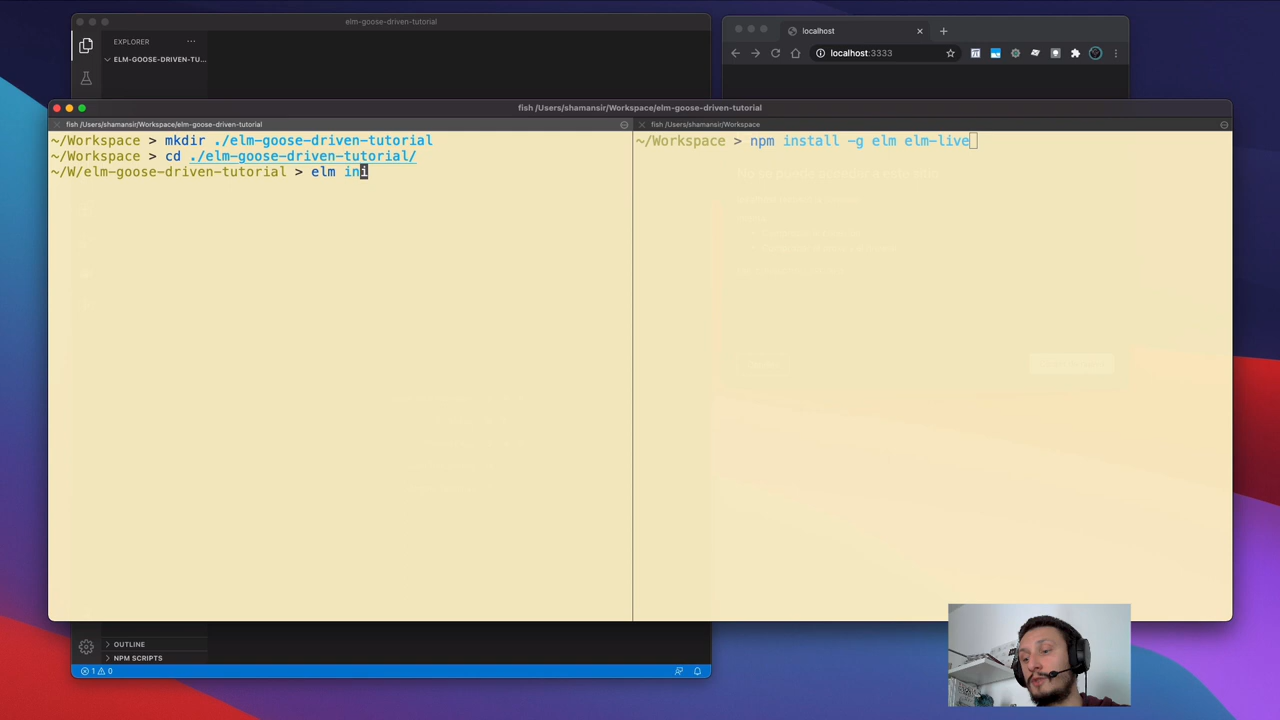 elm-goose-driven-tutorial
EXPLORER
ELM-GOOSE-DRIVEN-TU...
localhost
localhost:3333
fish /Users/shamansir/Workspace/elm-goose-driven-tutorial
fish /Users/shamansir/Workspace/elm-goose-driven-tutorial
~/Workspace > mkdir ./elm-goose-driven-tutorial
~/Workspace > cd ./elm-goose-driven-tutorial/
~/W/elm-goose-driven-tutorial > elm ini
fish /Users/shamansir/Workspace
~/Workspace > npm install -g elm elm-live
OUTLINE
NPM SCRIPTS
1 0